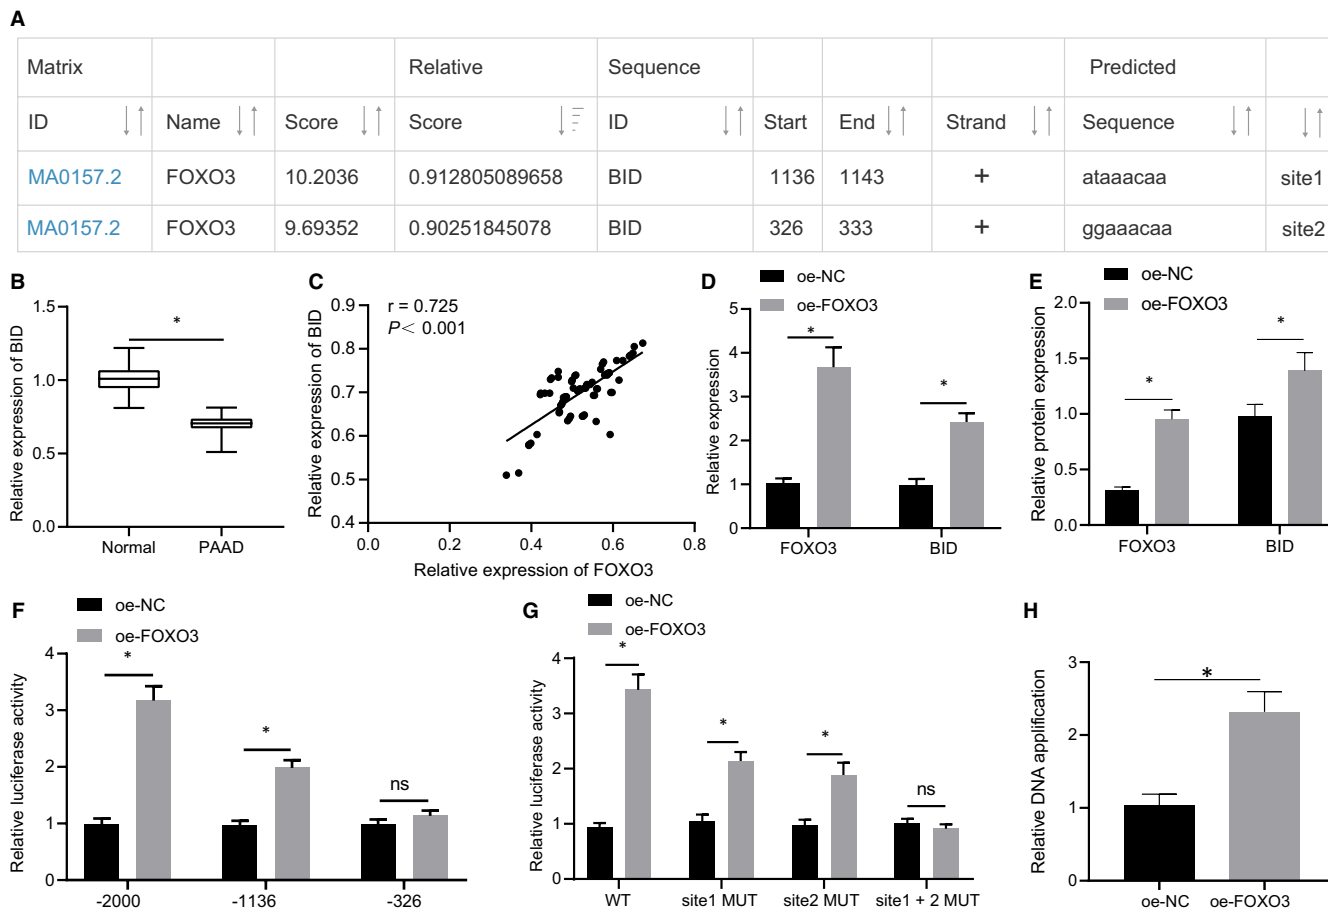 A
Matrix Relative Sequence Predicted
ID Name Score Score ID Start End Strand Sequence
MA0157.2 FOXO3 10.2036 0.912805089658 BID 1136 1143 + ataaacaa site1
MA0157.2 FOXO3 9.69352 0.90251845078 BID 326 333 + ggaaacaa site2
B
Relative expression of BID
1.5
1.0
0.5
0.0
*
Normal PAAD
C
Relative expression of BID
0.9
0.8
0.7
0.6
0.5
0.4
r = 0.725
P< 0.001
0.0 0.2 0.4 0.6 0.8
Relative expression of FOXO3
D
oe-NC
oe-FOXO3
Relative expression
5
4
3
2
1
0
*
*
FOXO3 BID
E
oe-NC
oe-FOXO3
Relative protein expression
2.0
1.5
1.0
0.5
0.0
*
*
FOXO3 BID
F
oe-NC
oe-FOXO3
Relative luciferase activity
4
3
2
1
0
*
*
ns
-2000 -1136 -326
G
oe-NC
oe-FOXO3
Relative luciferase activity
4
3
2
1
0
*
*
*
ns
WT site1 MUT site2 MUT site1 + 2 MUT
H
Relative DNA applification
3
2
1
0
*
oe-NC oe-FOXO3